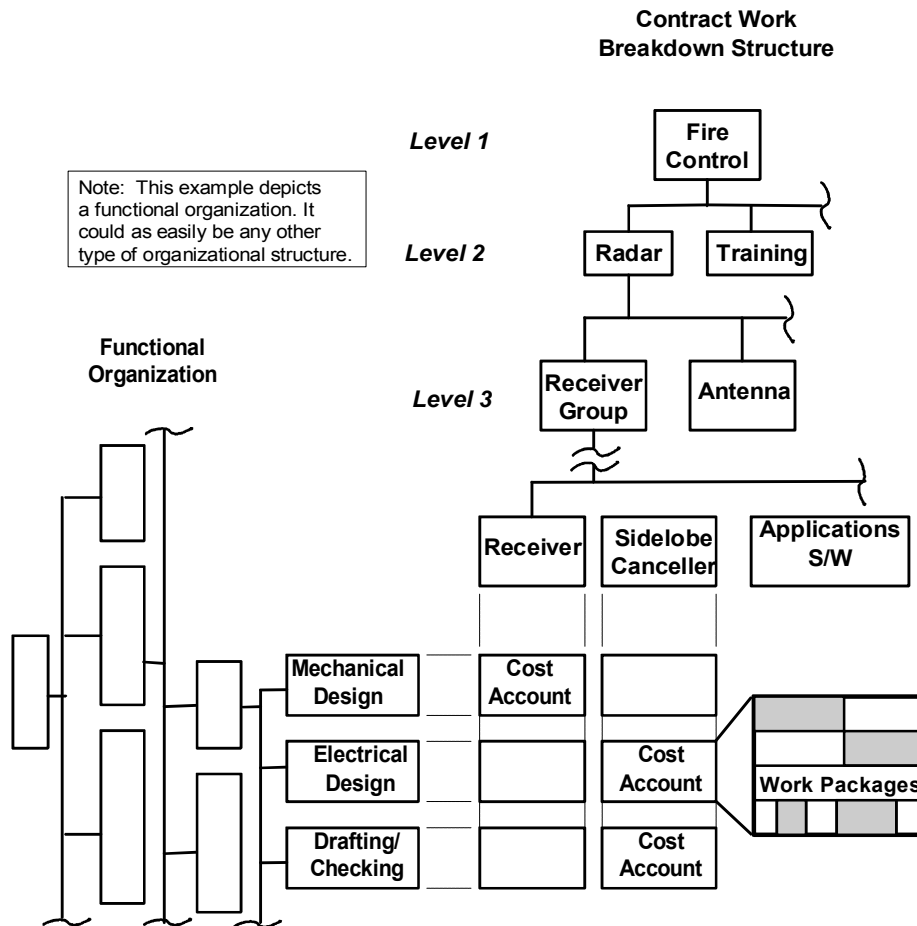 Contract Work
Breakdown Structure
Level 1
Fire
Control
Note: This example depicts
a functional organization. It
could as easily be any other
type of organizational structure.
Level 2
Radar
Training
Functional
Organization
Level 3
Receiver
Group
Antenna
Receiver
Sidelobe
Canceller
Applications
S/W
Mechanical
Design
Cost
Account
Electrical
Design
Cost
Account
Work Packages
Drafting/
Checking
Cost
Account